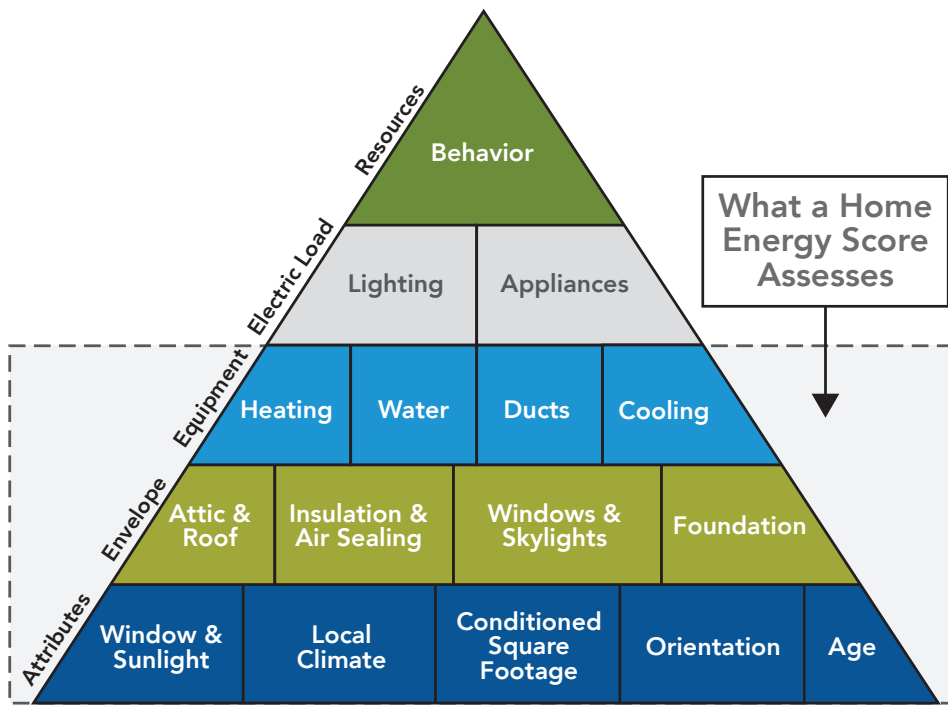 Resources
Behavior
What a Home
Energy Score
Assesses
Electric Load
Lighting
Appliances
Equipment
Heating
Water
Ducts
Cooling
Envelope
Attic &
Roof
Insulation &
Air Sealing
Windows &
Skylights
Foundation
Attributes
Window &
Sunlight
Local
Climate
Conditioned
Square
Footage
Orientation
Age